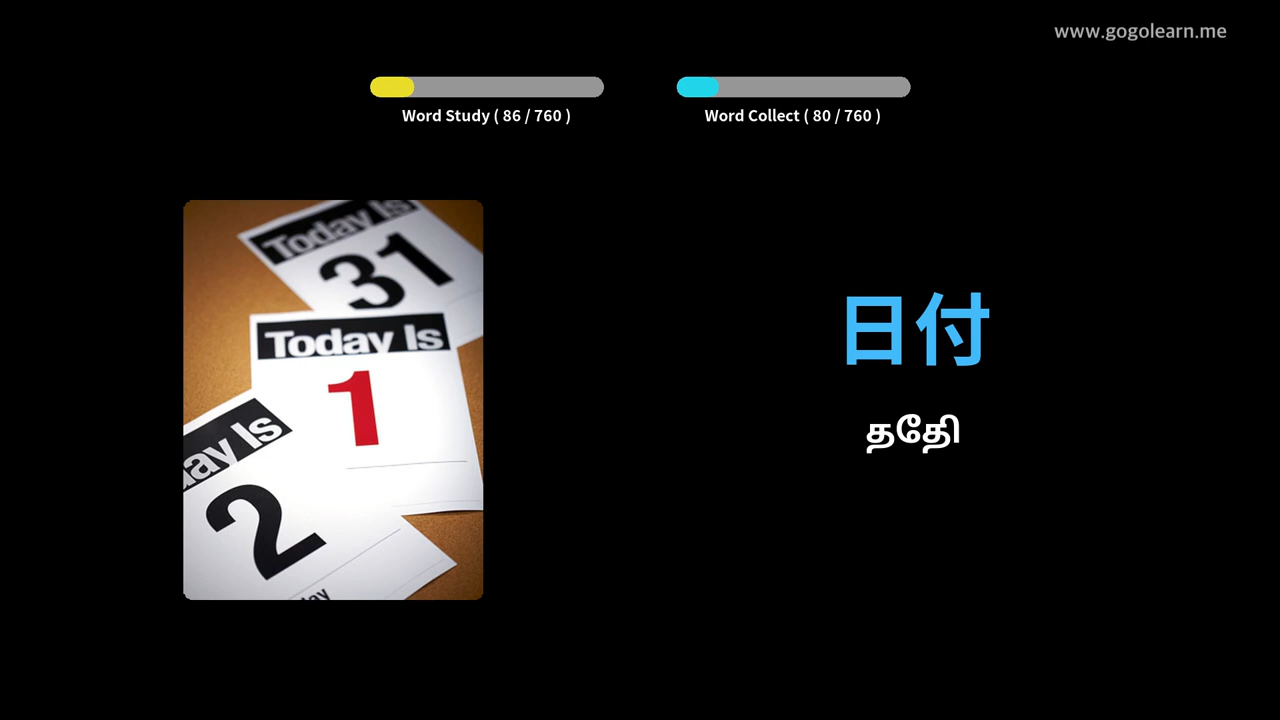 www.gogolearn.me
Word Study ( 86 / 760 )
Word Collect ( 80 / 760 )
Today Is
31
Today Is
1
ay Is
2
day
日付
தேதி